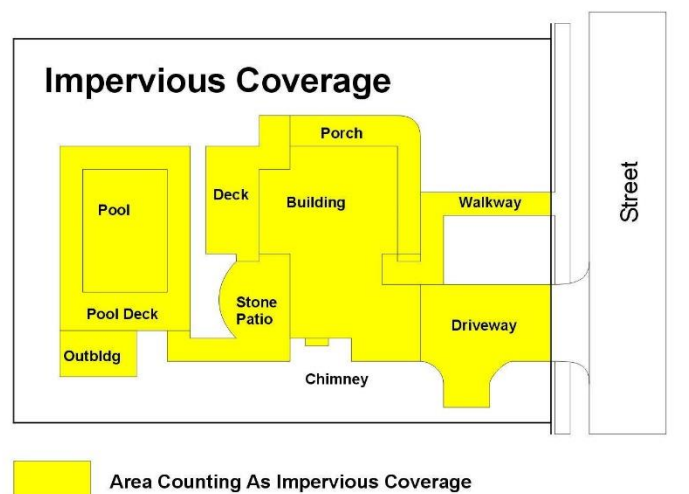 Impervious Coverage
Porch
Deck
Building
Walkway
Street
Pool
Pool Deck
Stone
Patio
Driveway
Outbldg
Chimney
Area Counting As Impervious Coverage